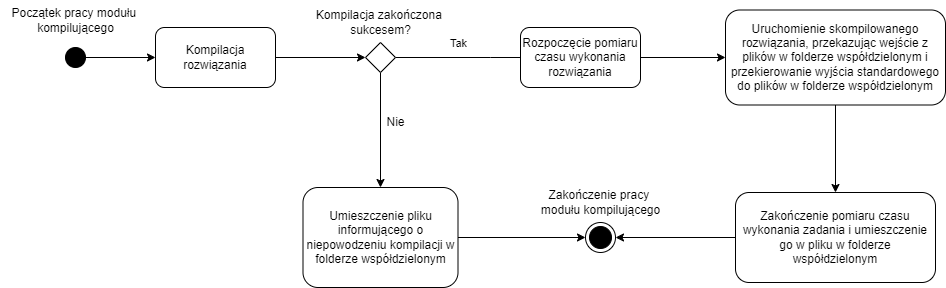 Początek pracy modułu
kompilującego
Kompilacja
rozwiązania
Kompilacja zakończona
sukcesem?
Tak
Rozpoczęcie pomiaru
czasu wykonania
rozwiązania
Uruchomienie skompilowanego
rozwiązania, przekazując wejście z
plików w folderze współdzielonym i
przekierowanie wyjścia standardowego
do plików w folderze współdzielonym
Nie
Umieszczenie pliku
informującego o
niepowodzeniu kompilacji w
folderze współdzielonym
Zakończenie pracy
modułu kompilującego
Zakończenie pomiaru czasu
wykonania zadania i umieszczenie
go w pliku w folderze
współdzielonym